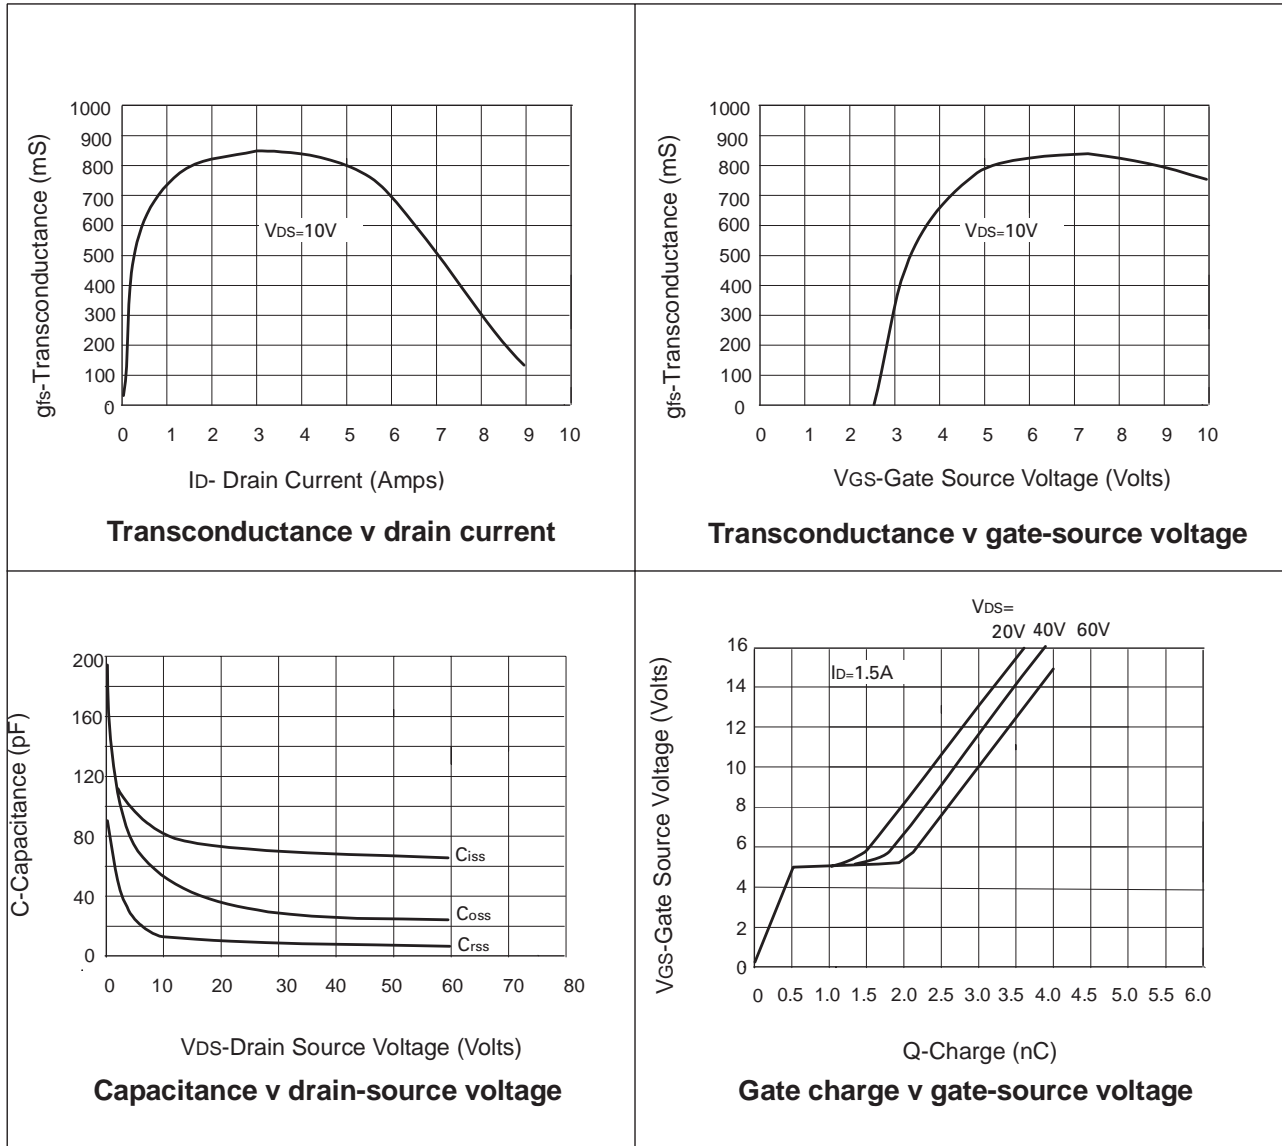 1000
900
800
700
600
500
400
300
200
100
0
gfs-Transconductance (mS)
VDS=10V
0 1 2 3 4 5 6 7 8 9 10
ID- Drain Current (Amps)
Transconductance v drain current
1000
900
800
700
600
500
400
300
200
100
0
gfs-Transconductance (mS)
VDS=10V
0 1 2 3 4 5 6 7 8 9 10
VGS-Gate Source Voltage (Volts)
Transconductance v gate-source voltage
200
160
120
80
40
0
C-Capacitance (pF)
Ciss
Coss
Crss
0 10 20 30 40 50 60 70 80
VDS-Drain Source Voltage (Volts)
Capacitance v drain-source voltage
VDS=
20V 40V 60V
ID=1.5A
16
14
12
10
8
6
4
2
0
VGS-Gate Source Voltage (Volts)
0 0.5 1.0 1.5 2.0 2.5 3.0 3.5 4.0 4.5 5.0 5.5 6.0
Q-Charge (nC)
Gate charge v gate-source voltage